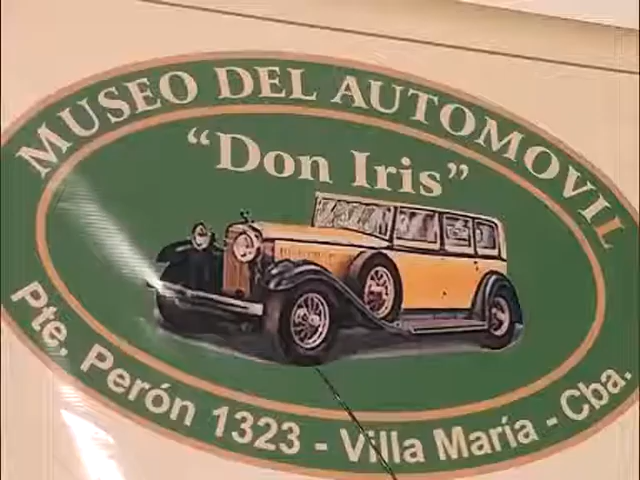 MUSEO DEL AUTOMOVIL
“Don Iris”
Pte. Perón 1323 - Villa María - Cba.